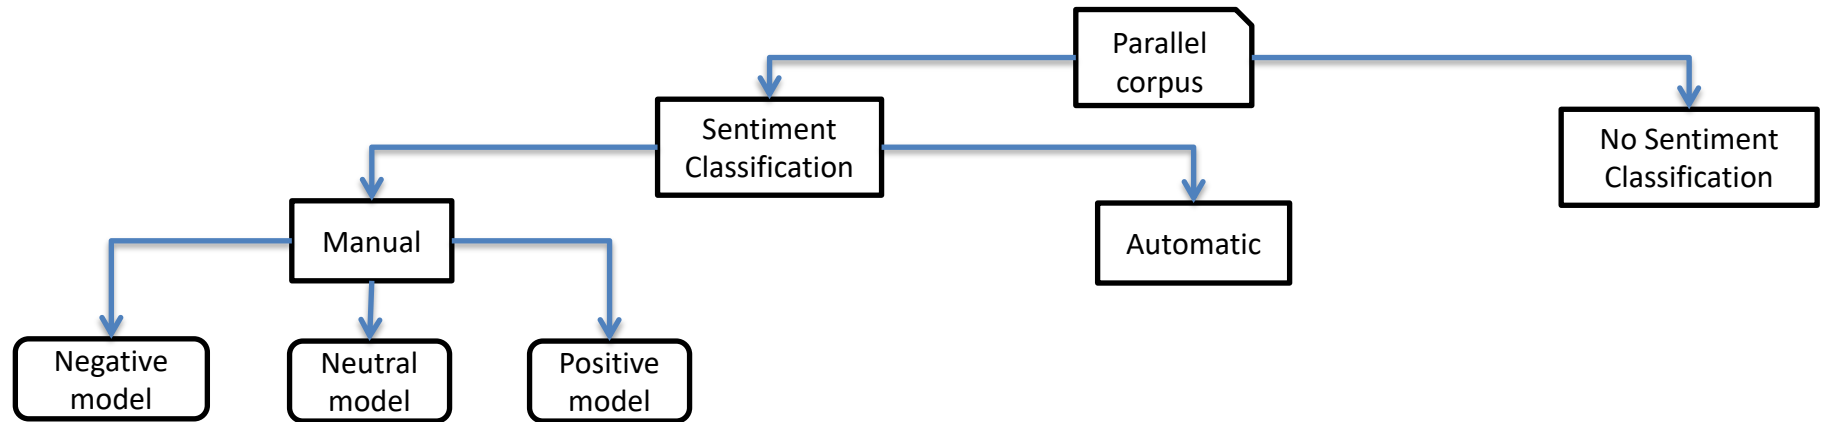 Parallel
corpus
Sentiment
Classification
No Sentiment
Classification
Manual
Automatic
Negative
model
Neutral
model
Positive
model